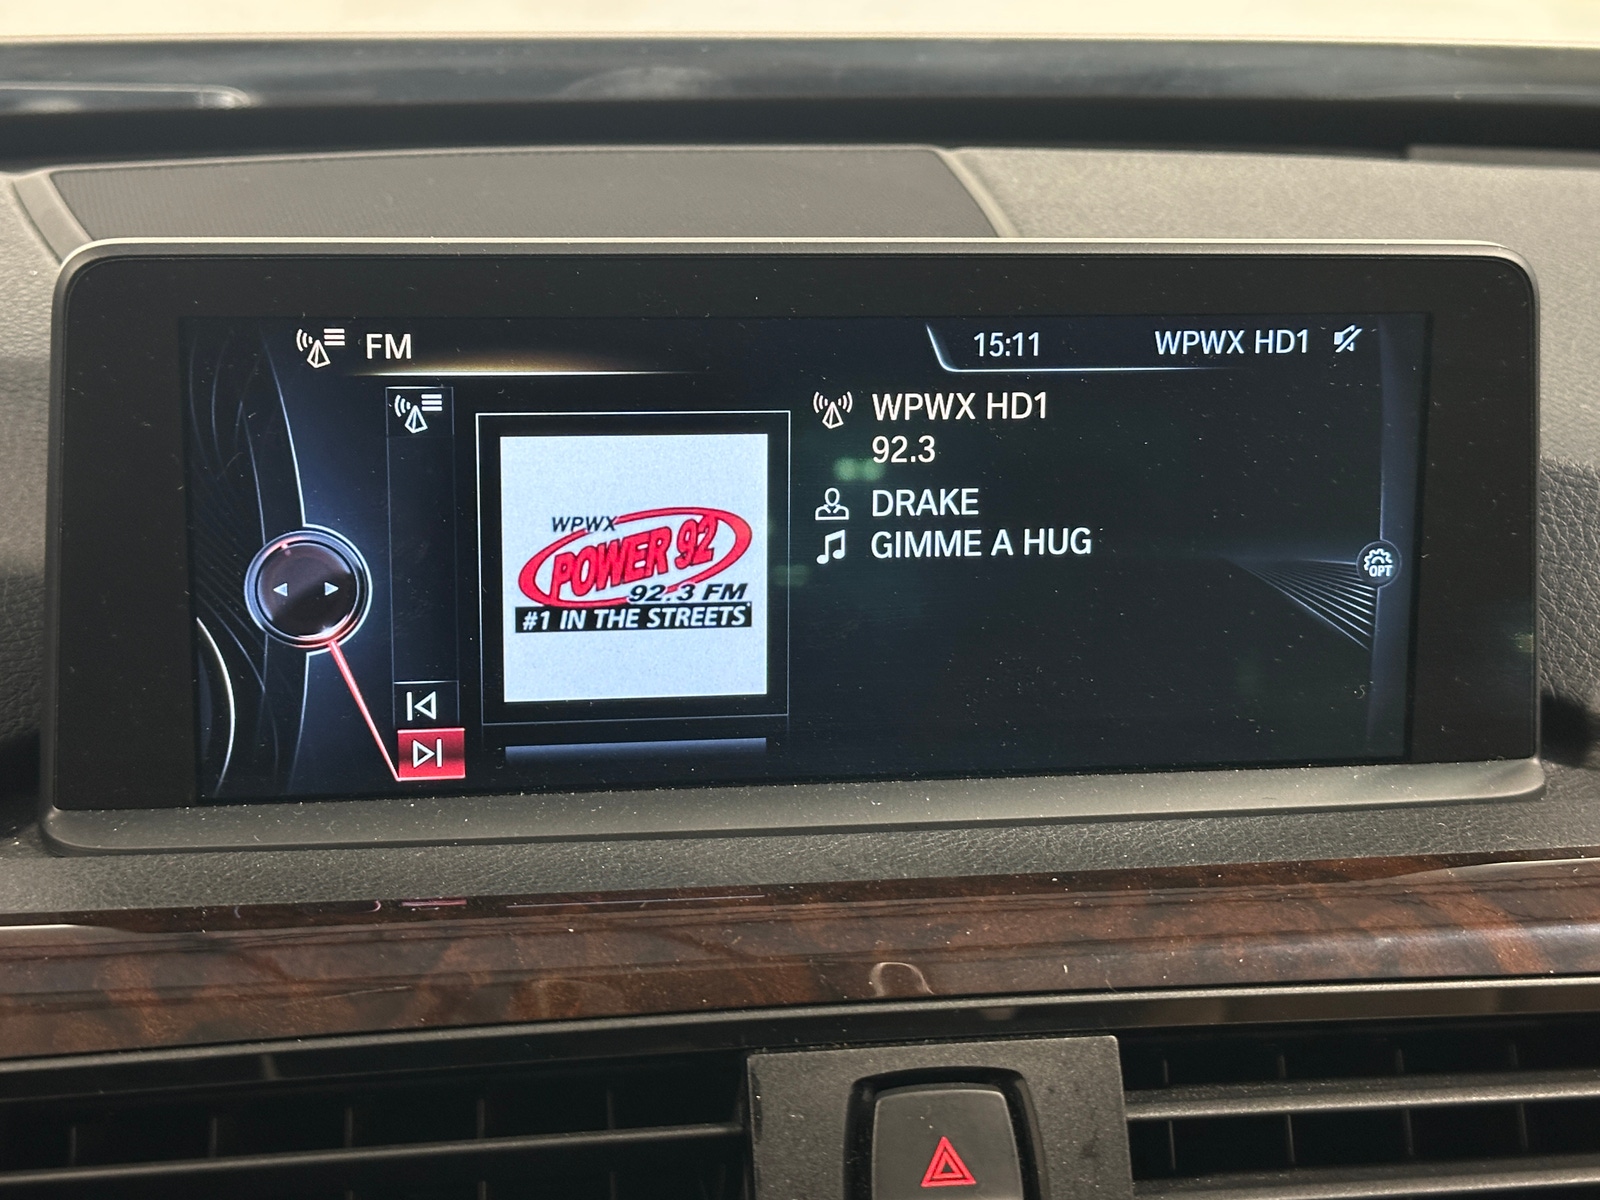 FM
15:11
WPWX HD1
WPWX HD1
92.3
DRAKE
GIMME A HUG
WPWX
POWER 92
92.3 FM
#1 IN THE STREETS
OPT